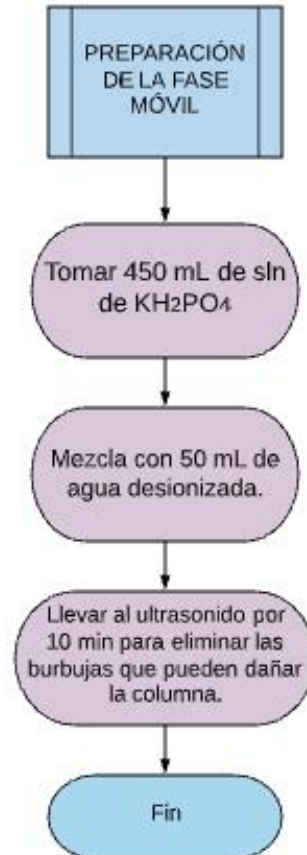 PREPARACIÓN
DE LA FASE
MÓVIL
Tomar 450 mL de sln
de KH2PO4
Mezcla con 50 mL de
agua desionizada.
Llevar al ultrasonido por
10 min para eliminar las
burbujas que pueden dañar
la columna.
Fin